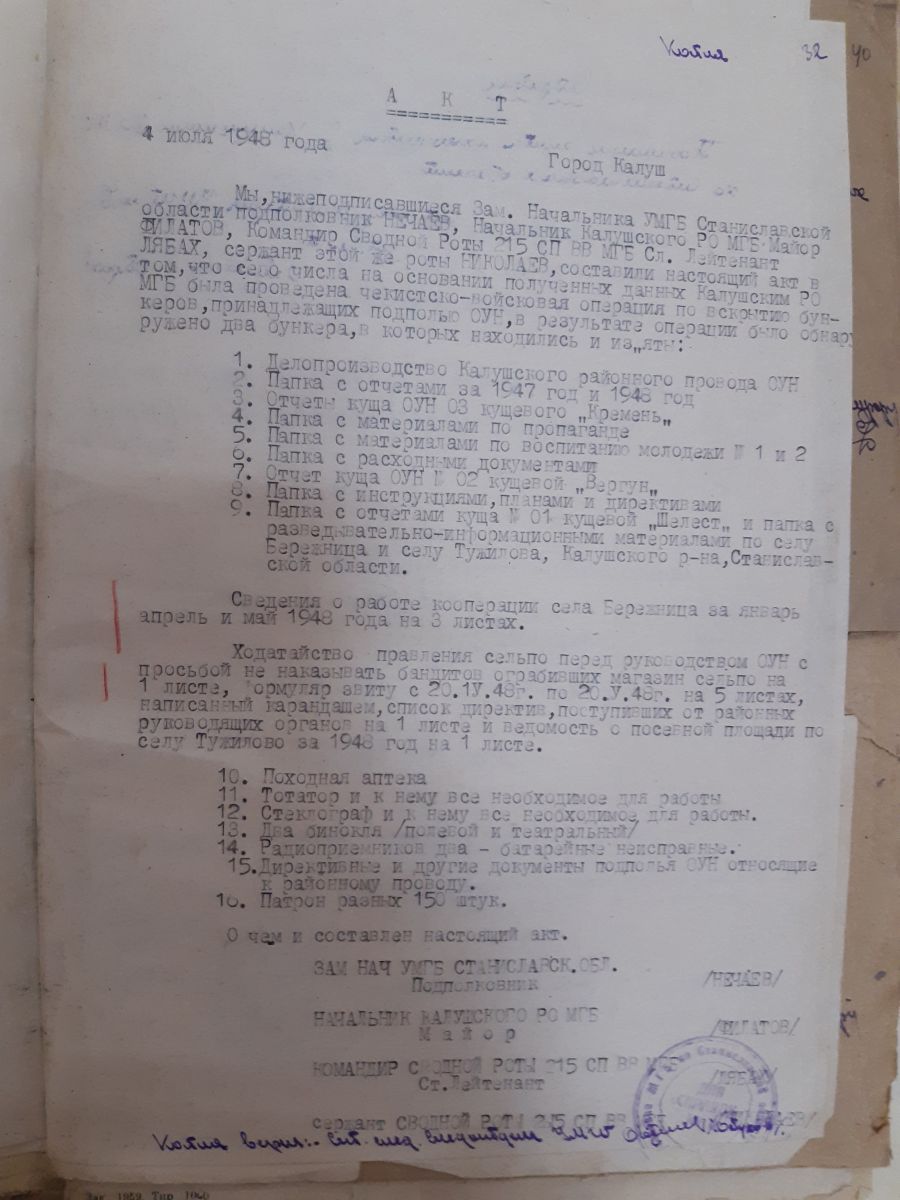 Копия 32 40
А К Т
===========
4 июля 1948 года
Город Калуш
Мы,нижеподписавшиеся Зам. Начальника УМГБ Станиславской
области подполковник НЕЧАЕВ, Начальник Калушского РО МГБ Майор
ФИЛАТОВ, Командир Сводной Роты 215 СП ВВ МГБ Сл. Лейтенант
ЛЯБАХ, сержант этой же роты НИКОЛАЕВ,составили настоящий акт в
том,что сего числа на основании полученных данных Калушским РО
МГБ была проведена чекистско-войсковая операция по вскрытию бун-
керов,принадлежащих подполью ОУН,в результате операции было обнару
ружено два бункера,в которых находились и из„яты:
1. Делопроизводство Калушского районного провода ОУН
2. Папка с отчетами за 1947 год и 1948 год
3. Отчеты куща ОУН 03 кущевого „Кремень„
4. Папка с материалами по пропаганде
5. Папка с материалами по воспитанию молодежи № 1 и 2
6. Папка с расходными документами
7. Отчет куща ОУН № 02 кущевой „Вергун„
8. Папка с инструкциями,планами и директивами
9. Папка с отчетами куща № 01 кущевой „Шелест„ и папка с
разведывательно-информационными материалами по селу
Бережница и селу Тужилова, Калушского р-на,Станислав-
ской области.
Сведения о работе кооперации села Бережница за январь
апрель и май 1948 года на 3 листах.
Ходатайство правления сельпо перед руководством ОУН с
просьбой не наказывать бандитов ограбивших магазин сельпо на
1 листе, формуляр звиту с 20.1У.48г. по 20.У.48г. на 5 листах,
написанный карандашем,список директив,поступивших от районных
руководящих органов на 1 листе и ведомость о посевной площади по
селу Тужилово за 1948 год на 1 листе.
10. Походная аптека
11. Тотатор и к нему все необходимое для работы
12. Стеклограф и к нему все необходимое для работы.
13. Два бинокля /полевой и театральный/
14. Радиоприемников два - батарейные неисправные.
15.Директивные и другие документы подполья ОУН относящие
к районному проводу.
16. Патрон разных 150 штук.
О чем и составлен настоящий акт.
ЗАМ НАЧ УМГБ СТАНИСЛАВСК.ОБЛ.
Подполковник /НЕЧАЕВ/
НАЧАЛЬНИК КАЛУШСКОГО РО МГБ
М а й о р /ФИЛАТОВ/
КОМАНДИР СВОДНОЙ РОТЫ 215 СП ВВ МГБ
Ст.Лейтенант /ЛЯБАХ/
сержант СВОДНОЙ РОТЫ 215 СП ВВ
Копия верна: